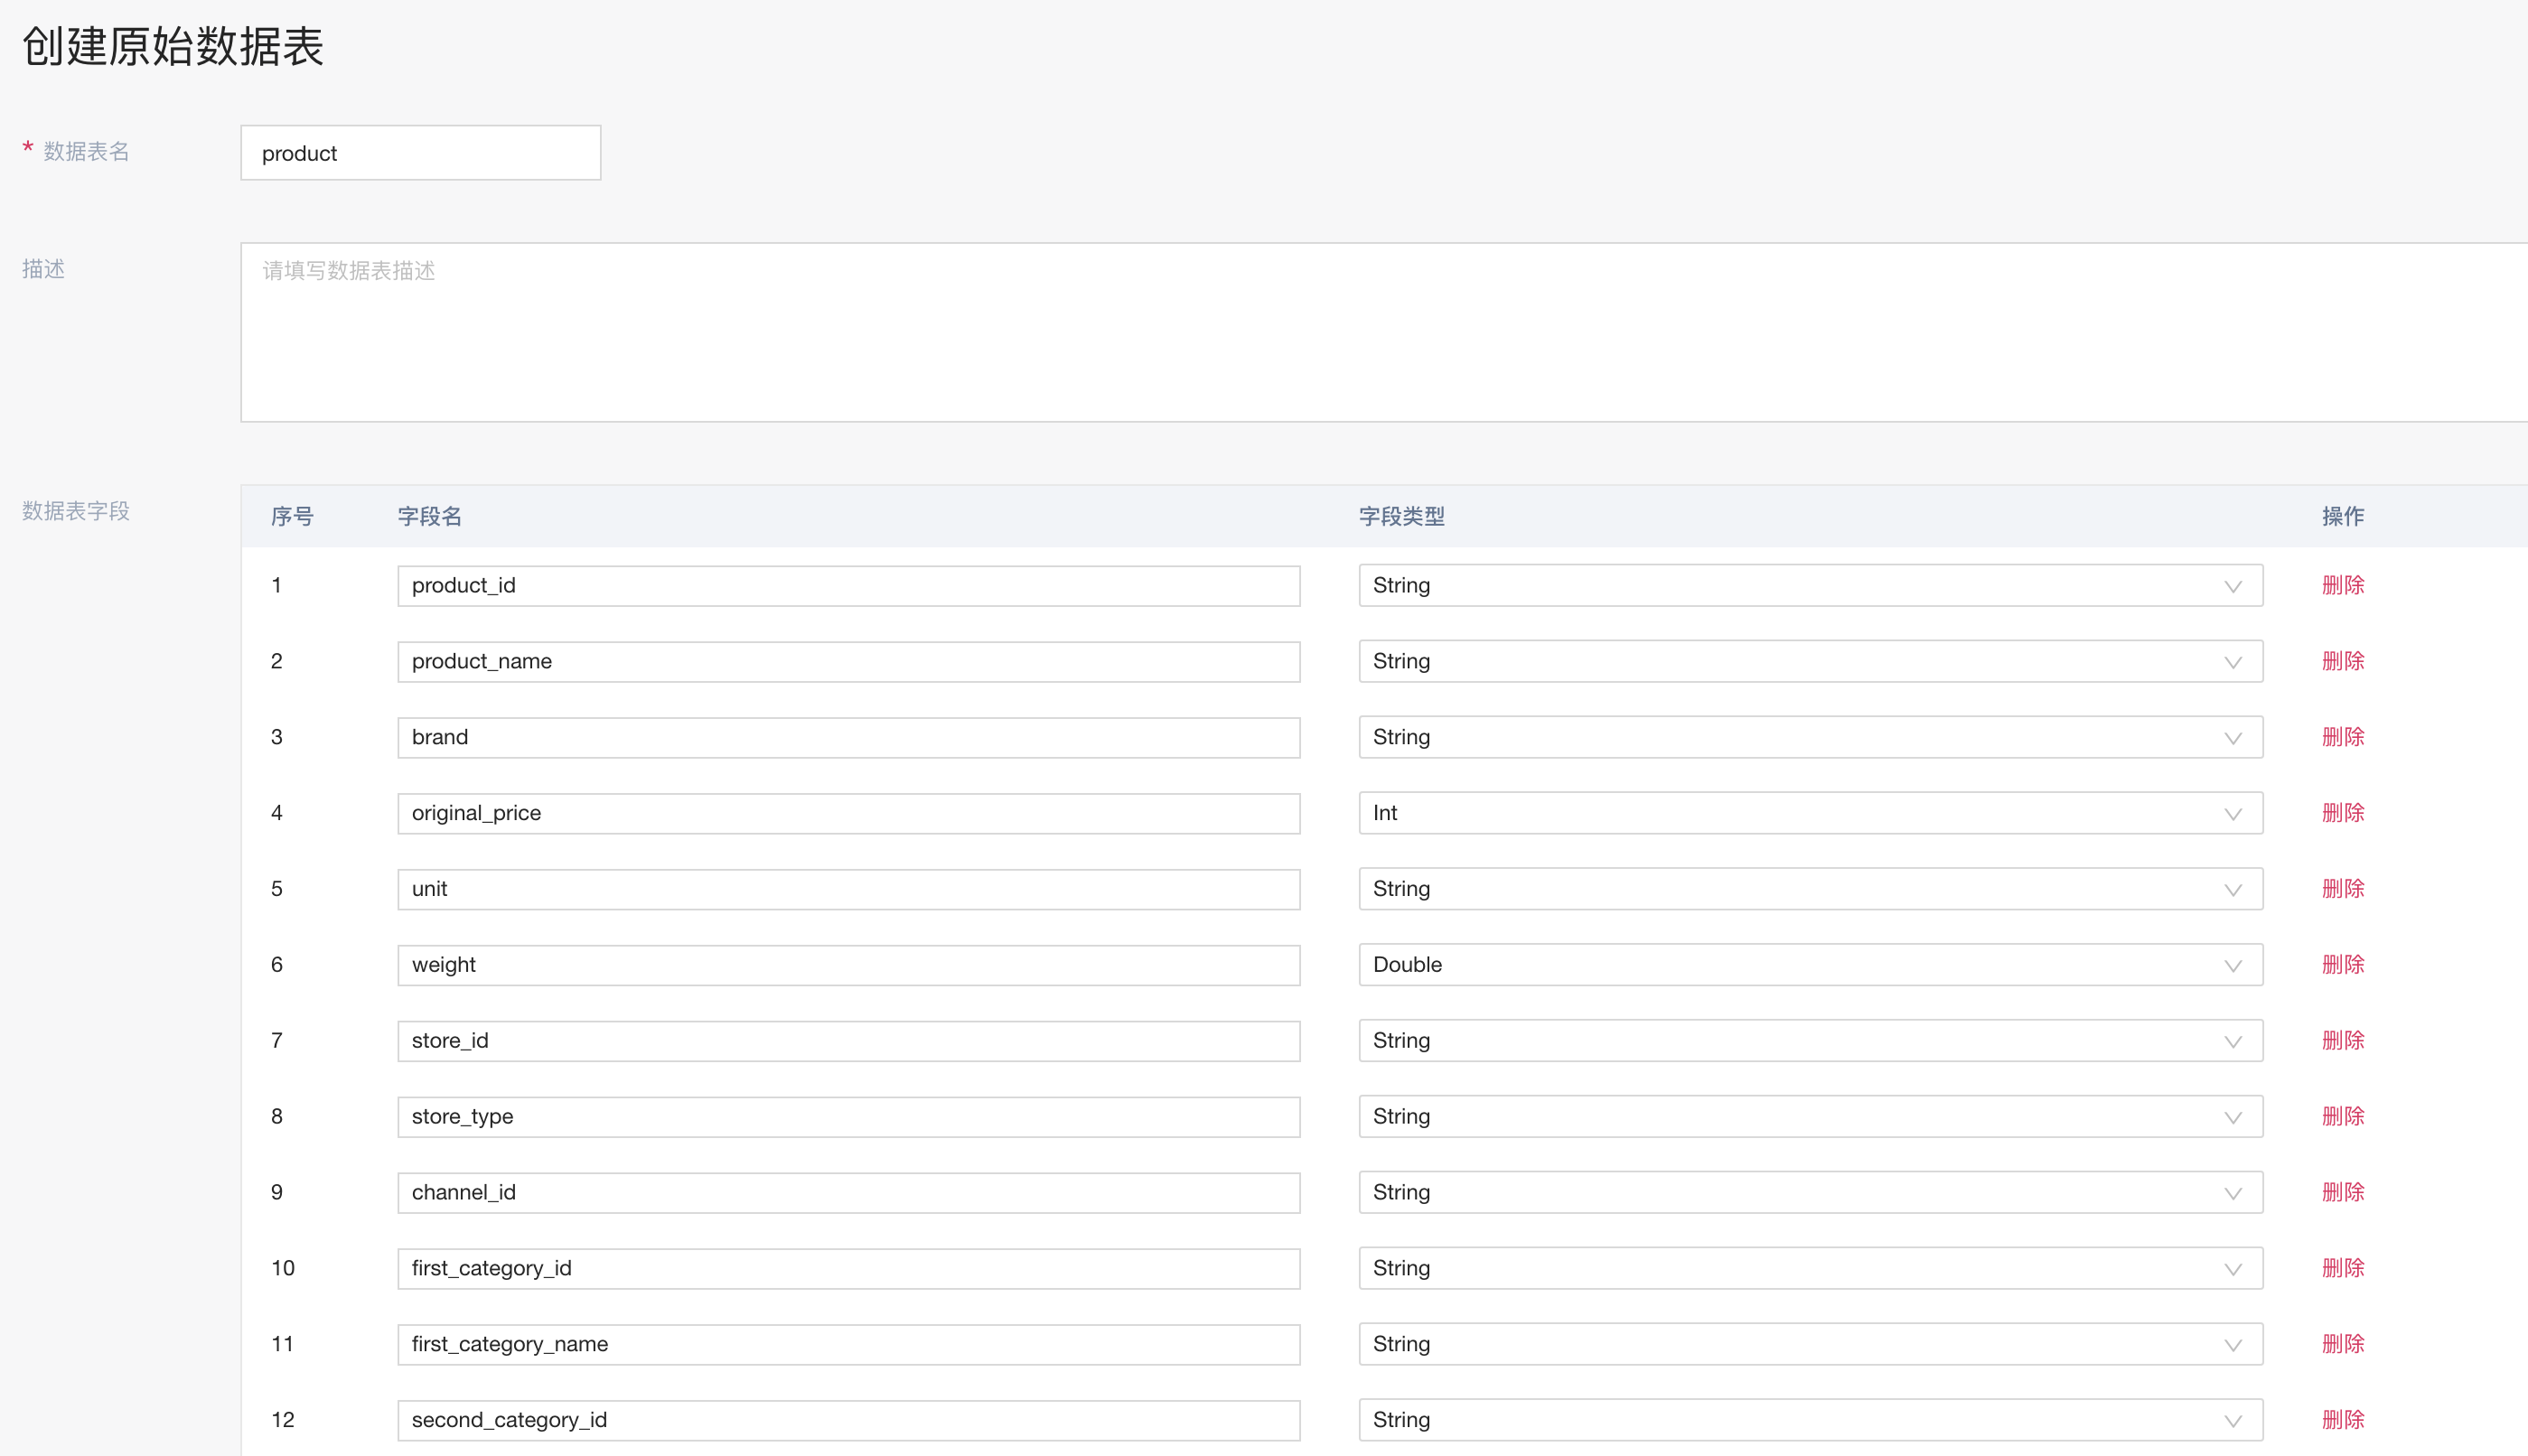 创建原始数据表
* 数据表名 product
描述 请填写数据表描述
数据表字段
序号 字段名 字段类型 操作
1 product_id String 删除
2 product_name String 删除
3 brand String 删除
4 original_price Int 删除
5 unit String 删除
6 weight Double 删除
7 store_id String 删除
8 store_type String 删除
9 channel_id String 删除
10 first_category_id String 删除
11 first_category_name String 删除
12 second_category_id String 删除